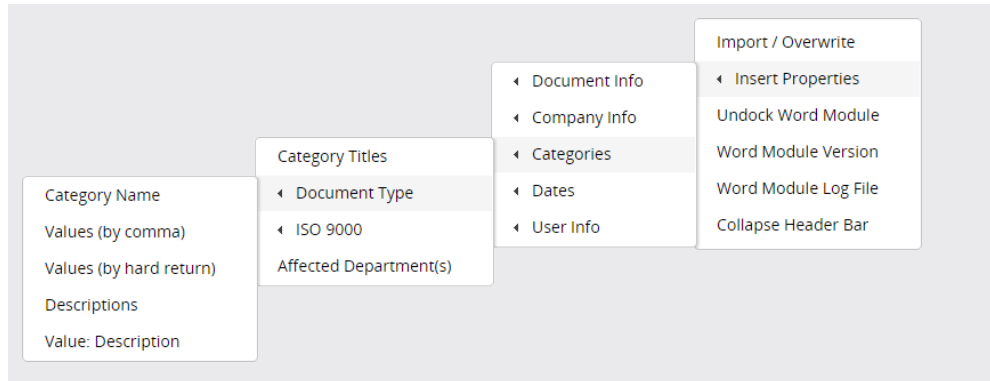 Import / Overwrite
Insert Properties
Undock Word Module
Word Module Version
Word Module Log File
Collapse Header Bar
Document Info
Company Info
Categories
Dates
User Info
Category Titles
Document Type
ISO 9000
Affected Department(s)
Category Name
Values (by comma)
Values (by hard return)
Descriptions
Value: Description